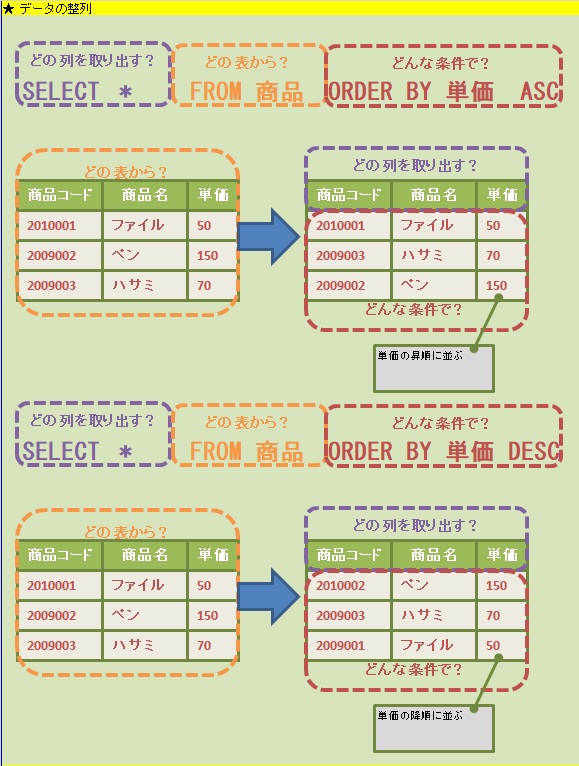 ★ データの整列
どの列を取り出す？ どの表から？ どんな条件で？
SELECT * FROM 商品 ORDER BY 単価 ASC
どの表から？
商品コード 商品名 単価
2010001 ファイル 50
2009002 ペン 150
2009003 ハサミ 70
どの列を取り出す？
商品コード 商品名 単価
2010001 ファイル 50
2009003 ハサミ 70
2009002 ペン 150
どんな条件で？
単価の昇順に並ぶ
どの列を取り出す？ どの表から？ どんな条件で？
SELECT * FROM 商品 ORDER BY 単価 DESC
どの表から？
商品コード 商品名 単価
2010001 ファイル 50
2009002 ペン 150
2009003 ハサミ 70
どの列を取り出す？
商品コード 商品名 単価
2010002 ペン 150
2009003 ハサミ 70
2009001 ファイル 50
どんな条件で？
単価の降順に並ぶ